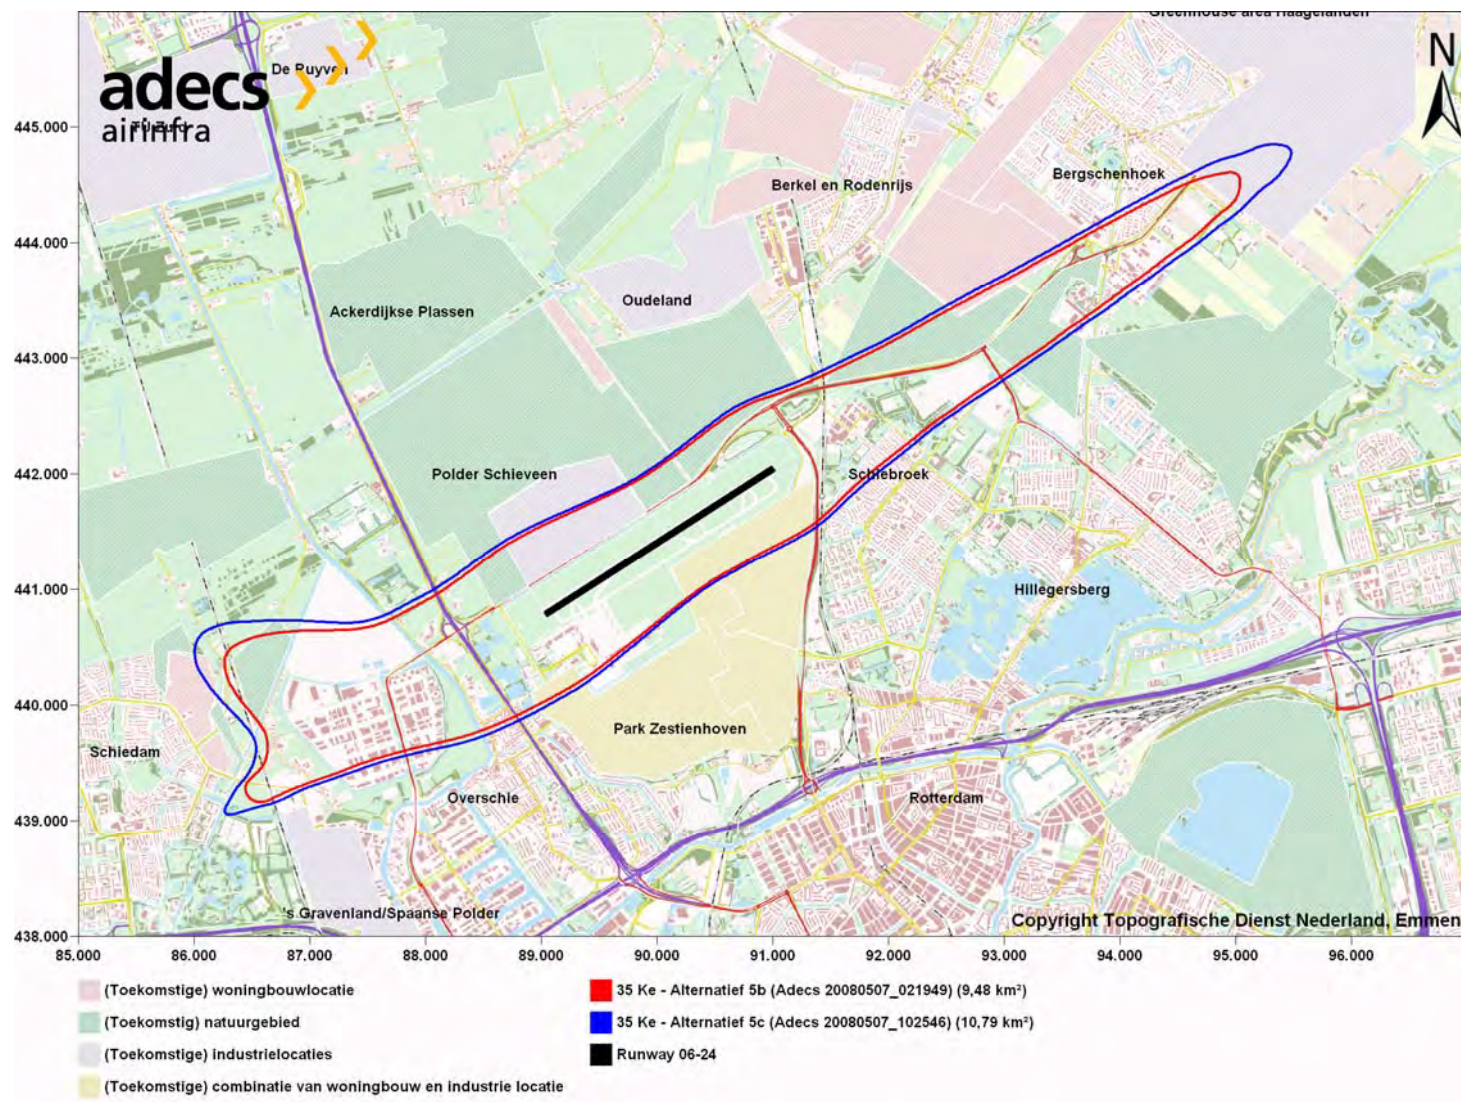 Greenhouse area Haagelanden
De Ruyven
N
adecs
airinfra
TU Zuid
445.000
Bergschenhoek
Berkel en Rodenrijs
444.000
Oudeland
Ackerdijkse Plassen
443.000
Polder Schieveen
Schiebroek
442.000
441.000
Hillegersberg
440.000
Park Zestienhoven
Schiedam
Overschie
Rotterdam
439.000
's Gravenland/Spaanse Polder
Copyright Topografische Dienst Nederland, Emmen
438.000
85.000 86.000 87.000 88.000 89.000 90.000 91.000 92.000 93.000 94.000 95.000 96.000
(Toekomstige) woningbouwlocatie
(Toekomstig) natuurgebied
(Toekomstige) industrielocaties
(Toekomstige) combinatie van woningbouw en industrie locatie
35 Ke - Alternatief 5b (Adecs 20080507_021949) (9,48 km²)
35 Ke - Alternatief 5c (Adecs 20080507_102546) (10,79 km²)
Runway 06-24